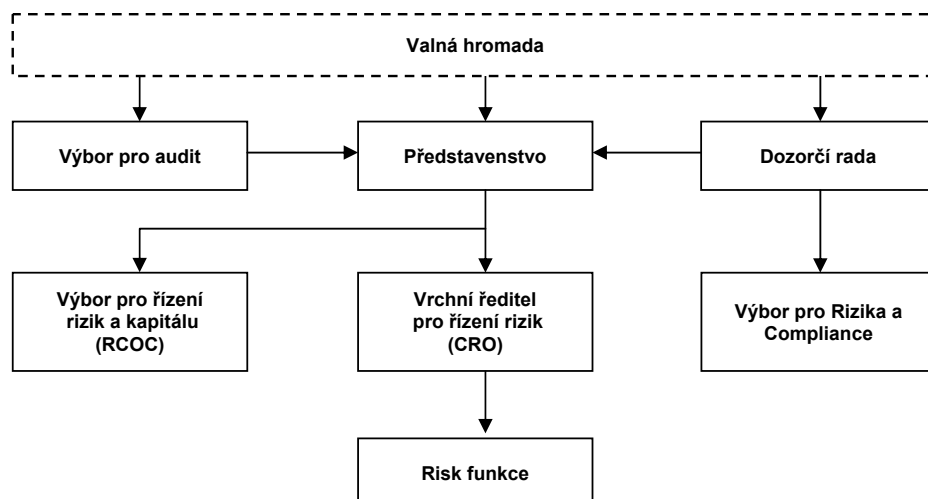 Valná hromada
Výbor pro audit
Představenstvo
Dozorčí rada
Výbor pro řízení
rizik a kapitálu
(RCOC)
Vrchní ředitel
pro řízení rizik
(CRO)
Výbor pro Rizika a
Compliance
Risk funkce